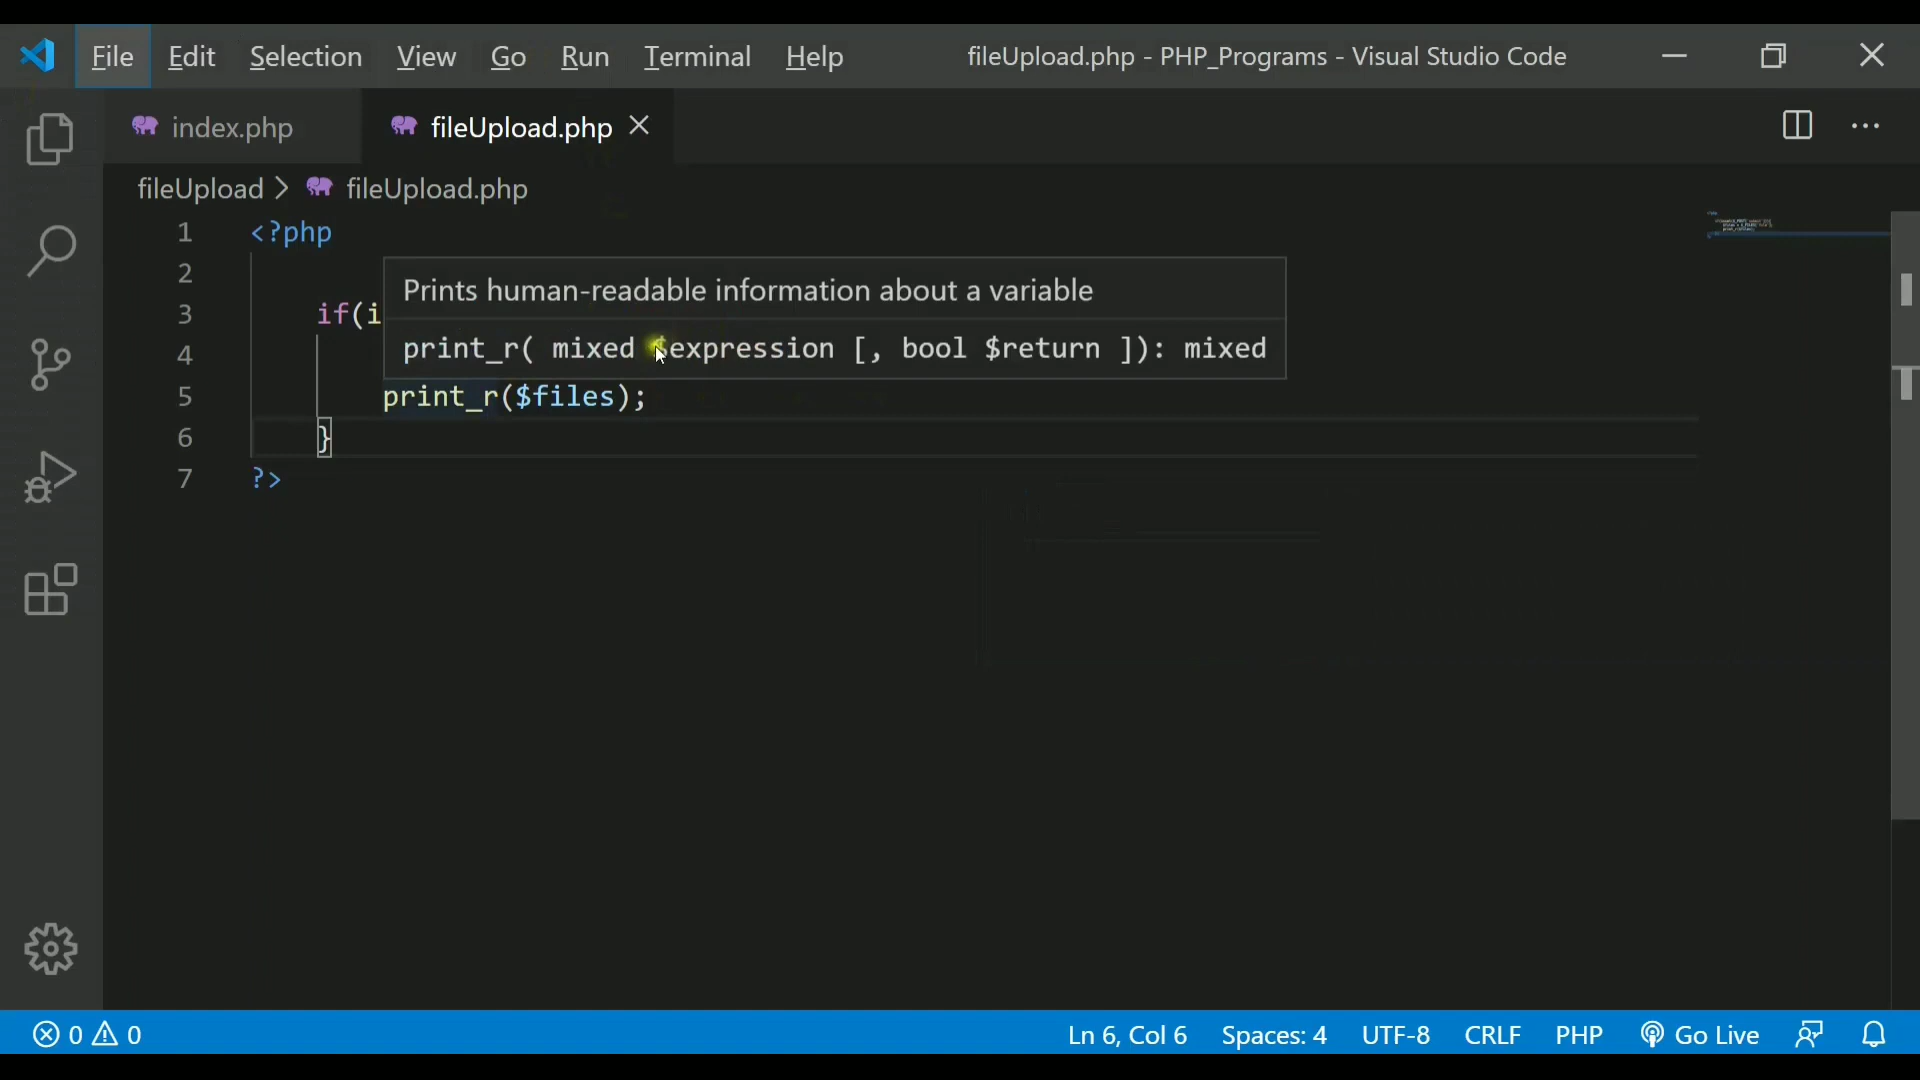 File Edit Selection View Go Run Terminal Help fileUpload.php - PHP_Programs - Visual Studio Code
index.php fileUpload.php
fileUpload > fileUpload.php
1 <?php
2
Prints human-readable information about a variable
3 if(i
4 print_r( mixed $expression [, bool $return ]): mixed
5 print_r($files);
6 }
7 ?>
0 0 Ln 6, Col 6 Spaces: 4 UTF-8 CRLF PHP Go Live